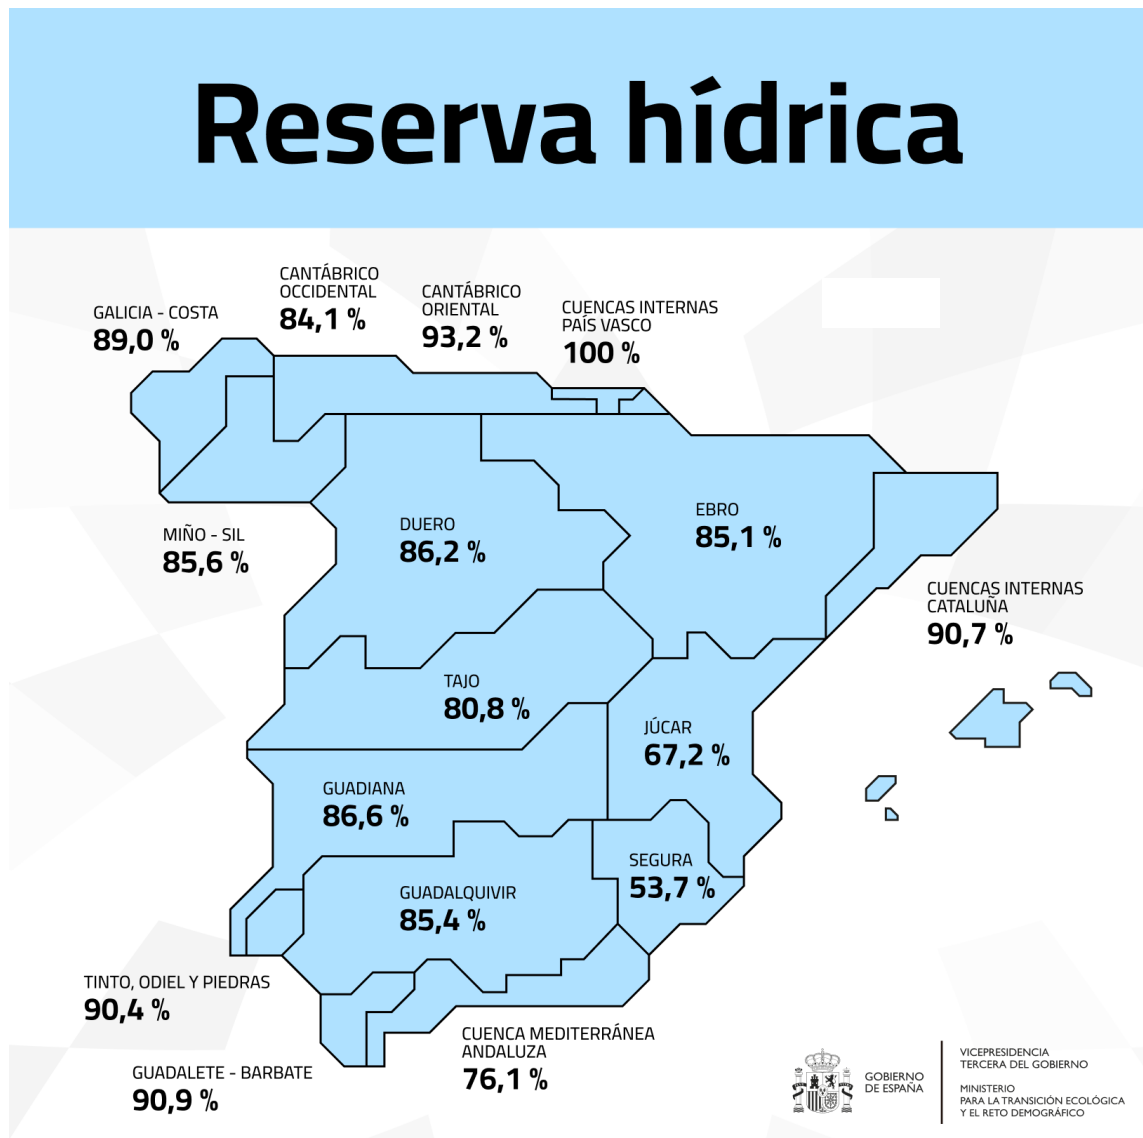 Reserva hídrica
CANTÁBRICO
OCCIDENTAL
84,1 %
CANTÁBRICO
ORIENTAL
93,2 %
CUENCAS INTERNAS
PAÍS VASCO
100 %
GALICIA - COSTA
89,0 %
MIÑO - SIL
85,6 %
DUERO
86,2 %
EBRO
85,1 %
CUENCAS INTERNAS
CATALUÑA
90,7 %
TAJO
80,8 %
JÚCAR
67,2 %
GUADIANA
86,6 %
SEGURA
53,7 %
GUADALQUIVIR
85,4 %
TINTO, ODIEL Y PIEDRAS
90,4 %
CUENCA MEDITERRÁNEA
ANDALUZA
76,1 %
GUADALETE - BARBATE
90,9 %
GOBIERNO
DE ESPAÑA
VICEPRESIDENCIA
TERCERA DEL GOBIERNO
MINISTERIO
PARA LA TRANSICIÓN ECOLÓGICA
Y EL RETO DEMOGRÁFICO